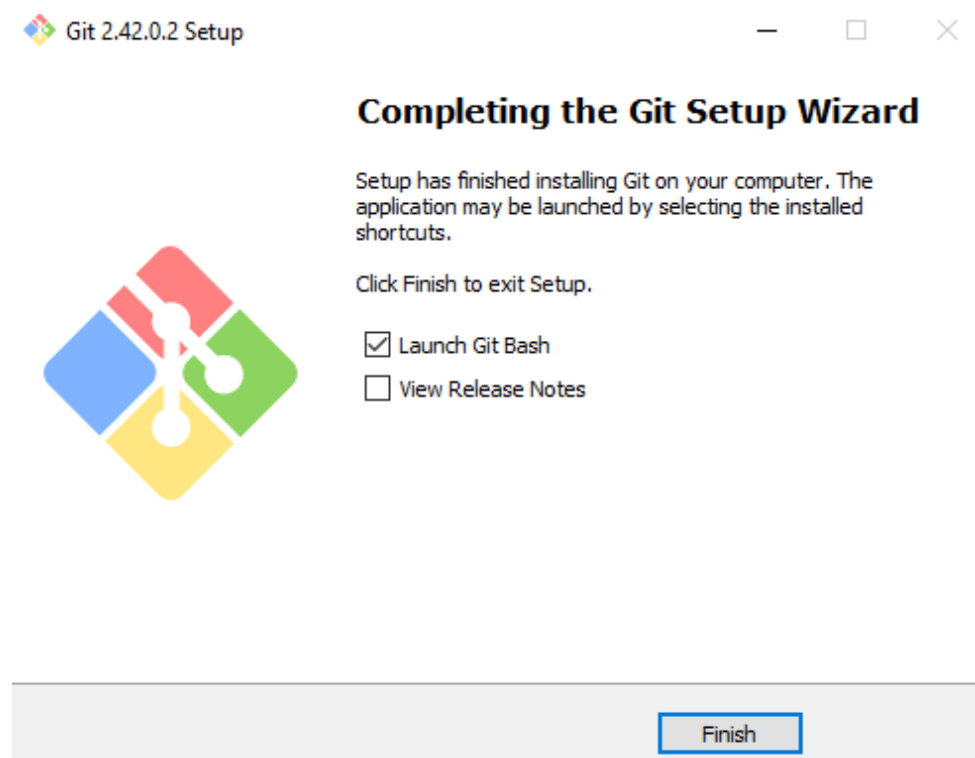 Git 2.42.0.2 Setup
Completing the Git Setup Wizard
Setup has finished installing Git on your computer. The
application may be launched by selecting the installed
shortcuts.
Click Finish to exit Setup.
Launch Git Bash
View Release Notes
Finish